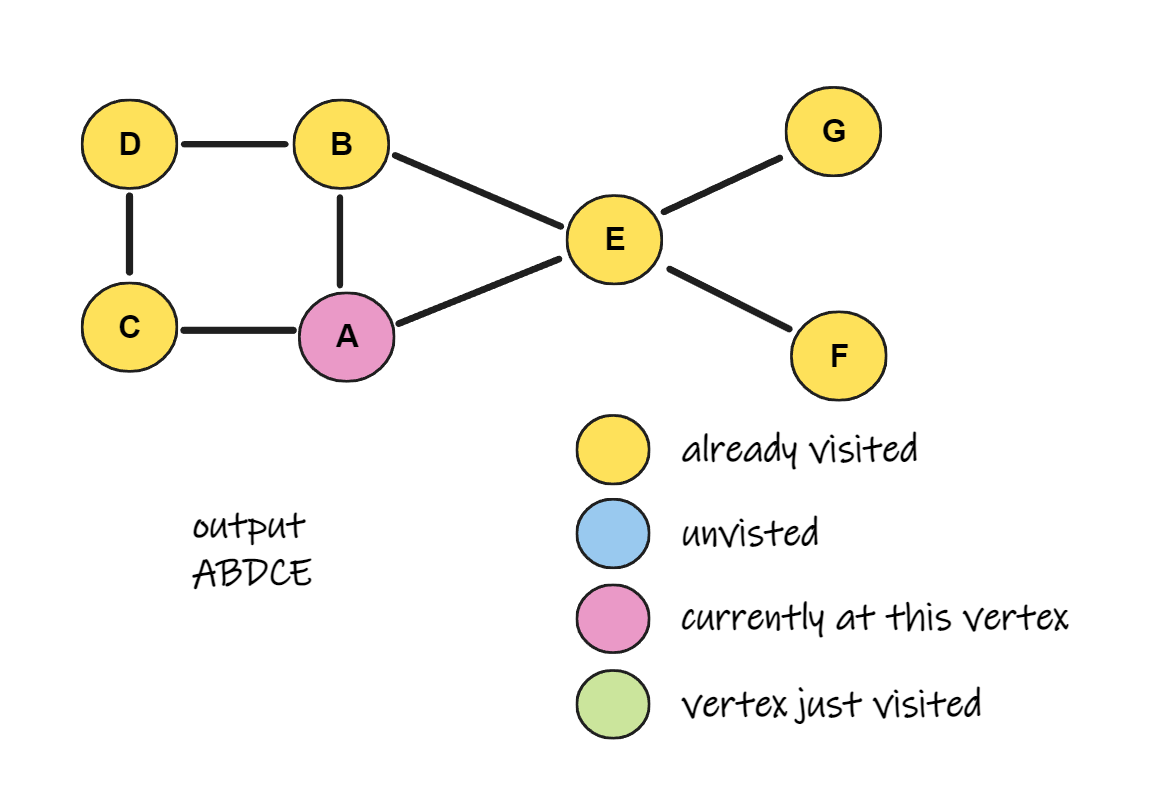 D
B
G
E
C
A
F
already visited
unvisted
currently at this vertex
vertex just visited
output
ABDCE